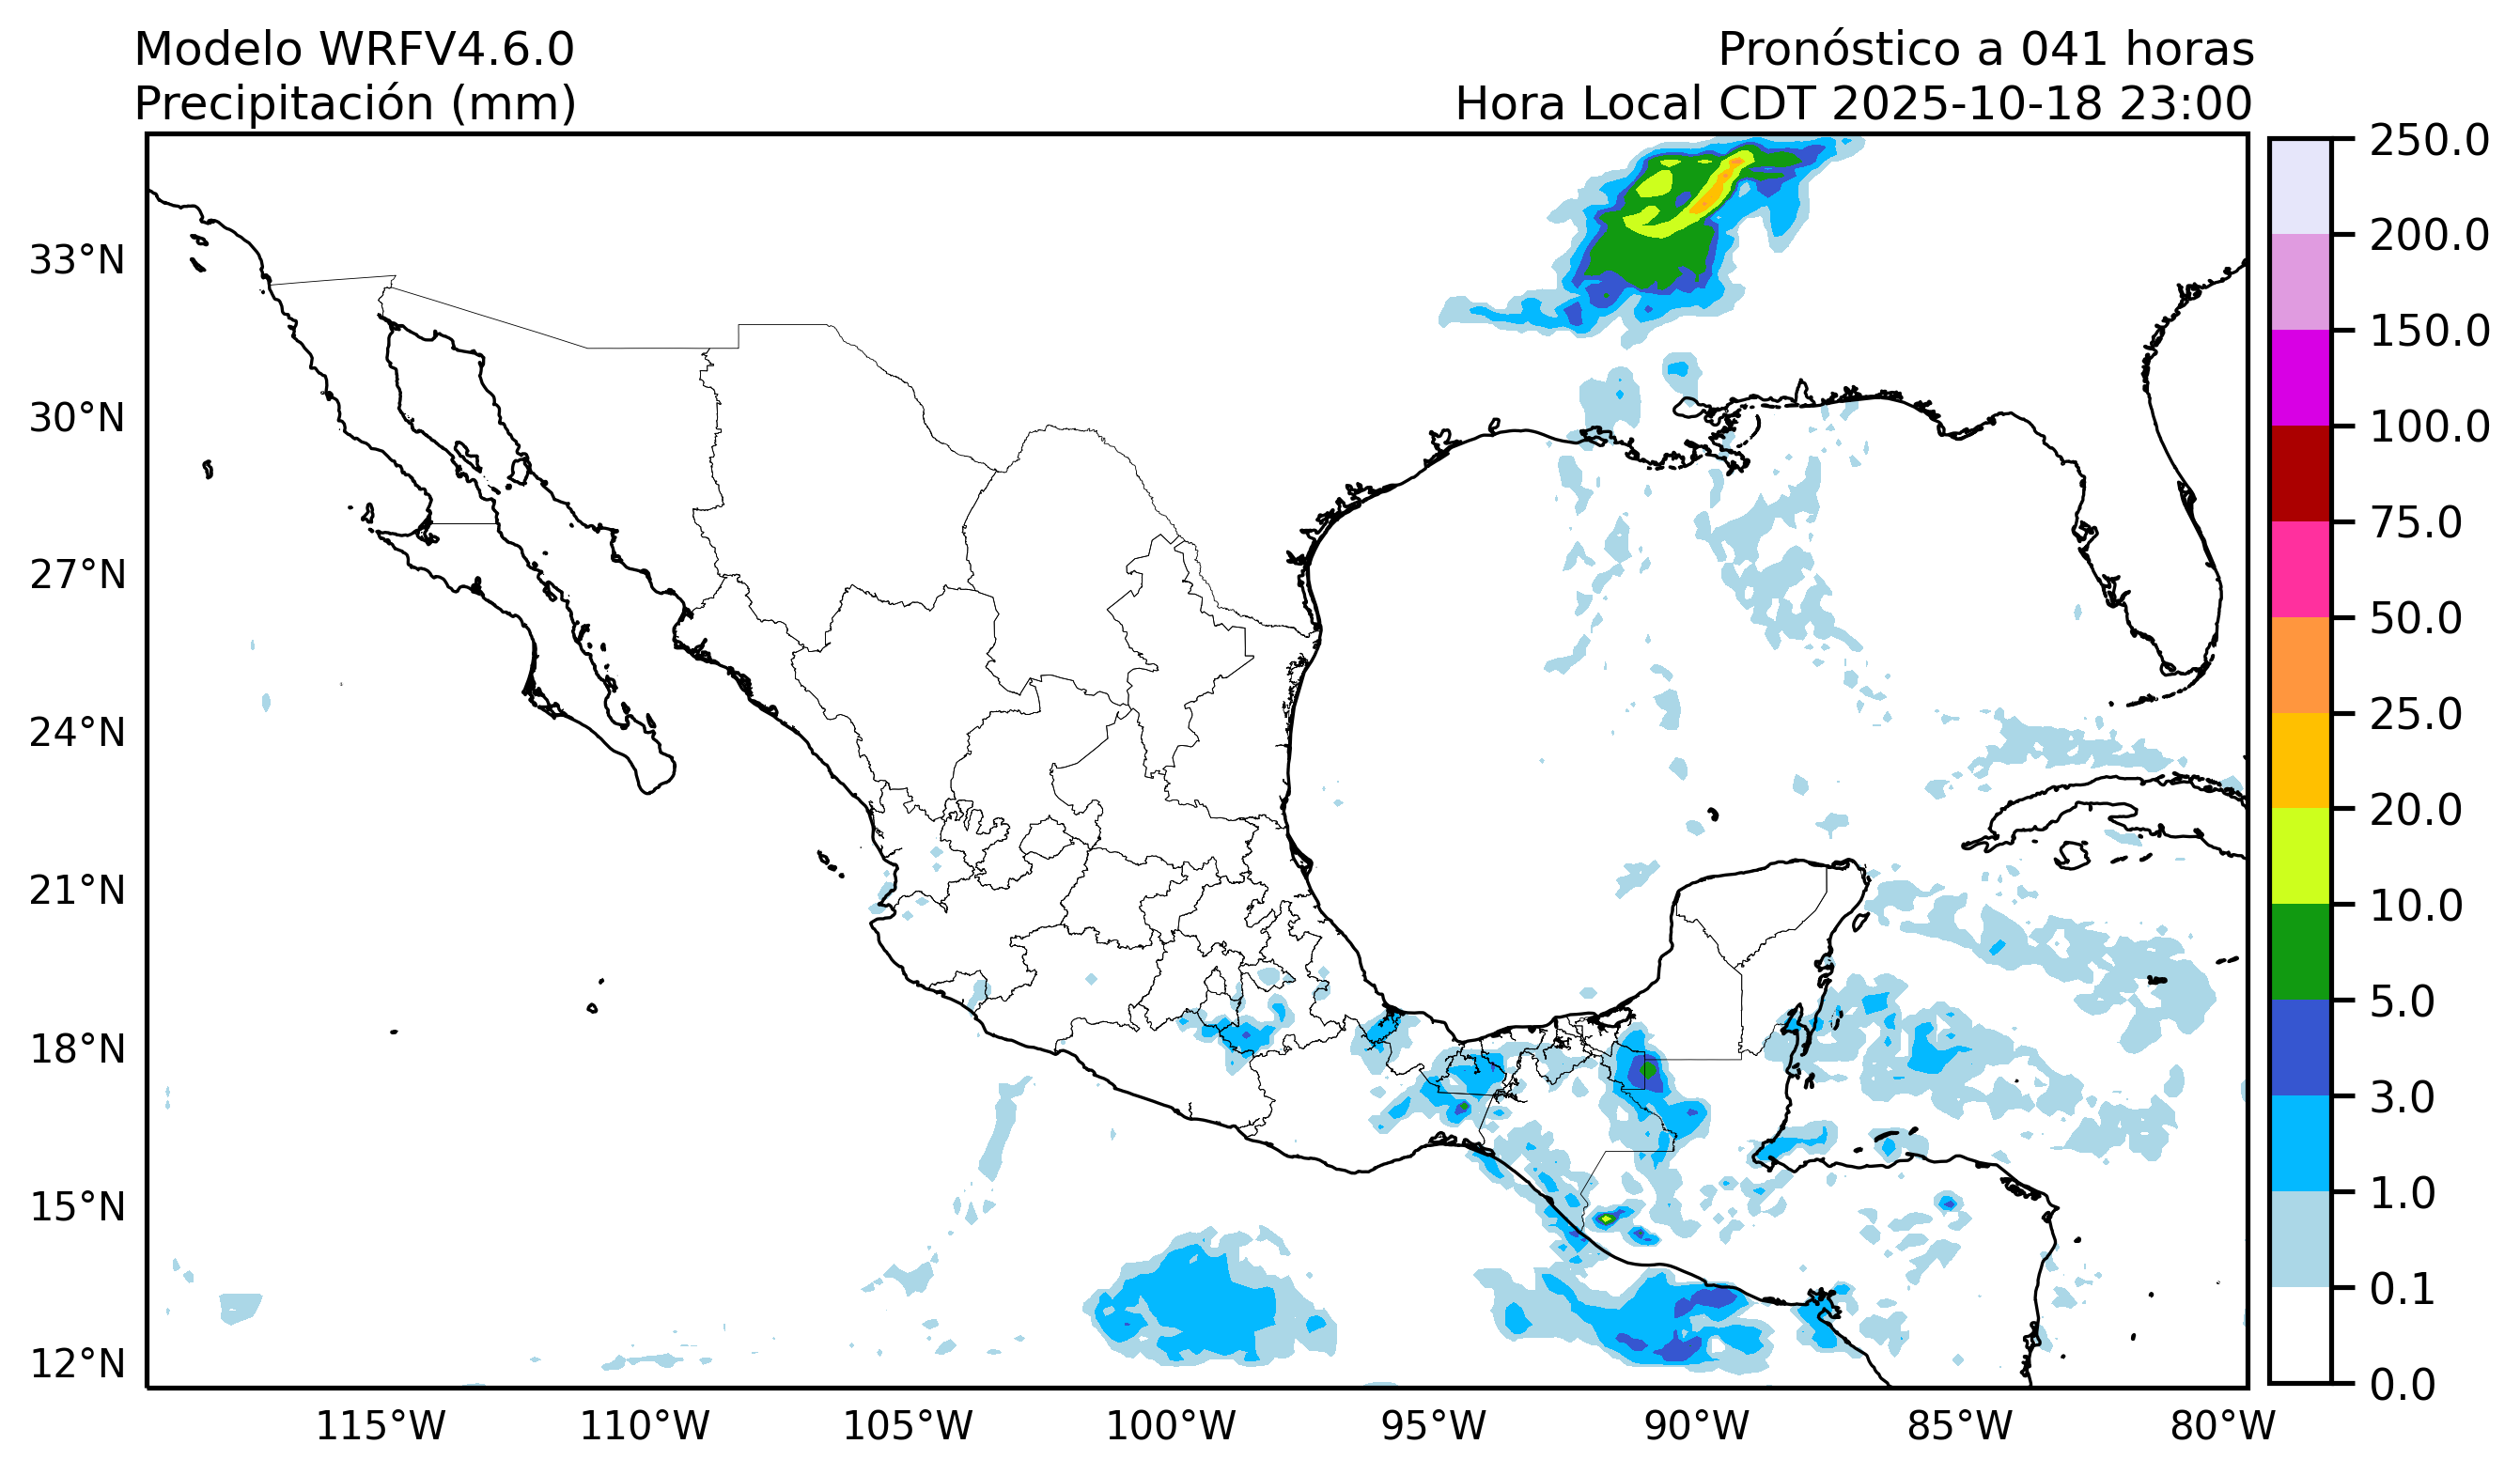 Modelo WRFV4.6.0
Precipitación (mm)
Pronóstico a 041 horas
Hora Local CDT 2025-10-18 23:00
33°N
30°N
27°N
24°N
21°N
18°N
15°N
12°N
115°W
110°W
105°W
100°W
95°W
90°W
85°W
80°W
250.0
200.0
150.0
100.0
75.0
50.0
25.0
20.0
10.0
5.0
3.0
1.0
0.1
0.0